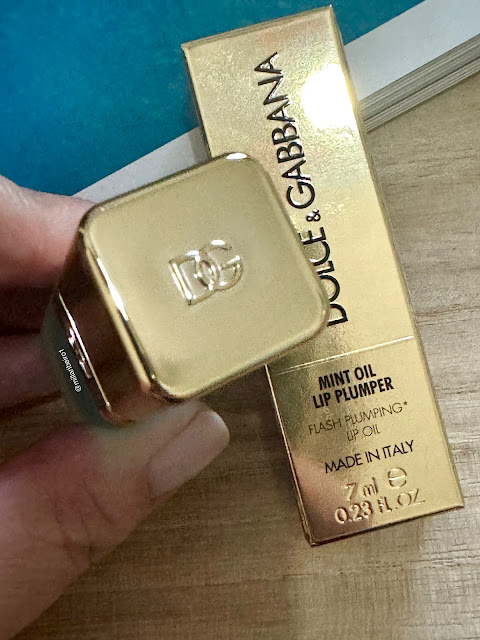 DG
DOLCE & GABBANA
MINT OIL
LIP PLUMPER
FLASH PLUMPING*
LIP OIL
MADE IN ITALY
7 ml ℮
0.23 fl.OZ.
@milaribeiro1